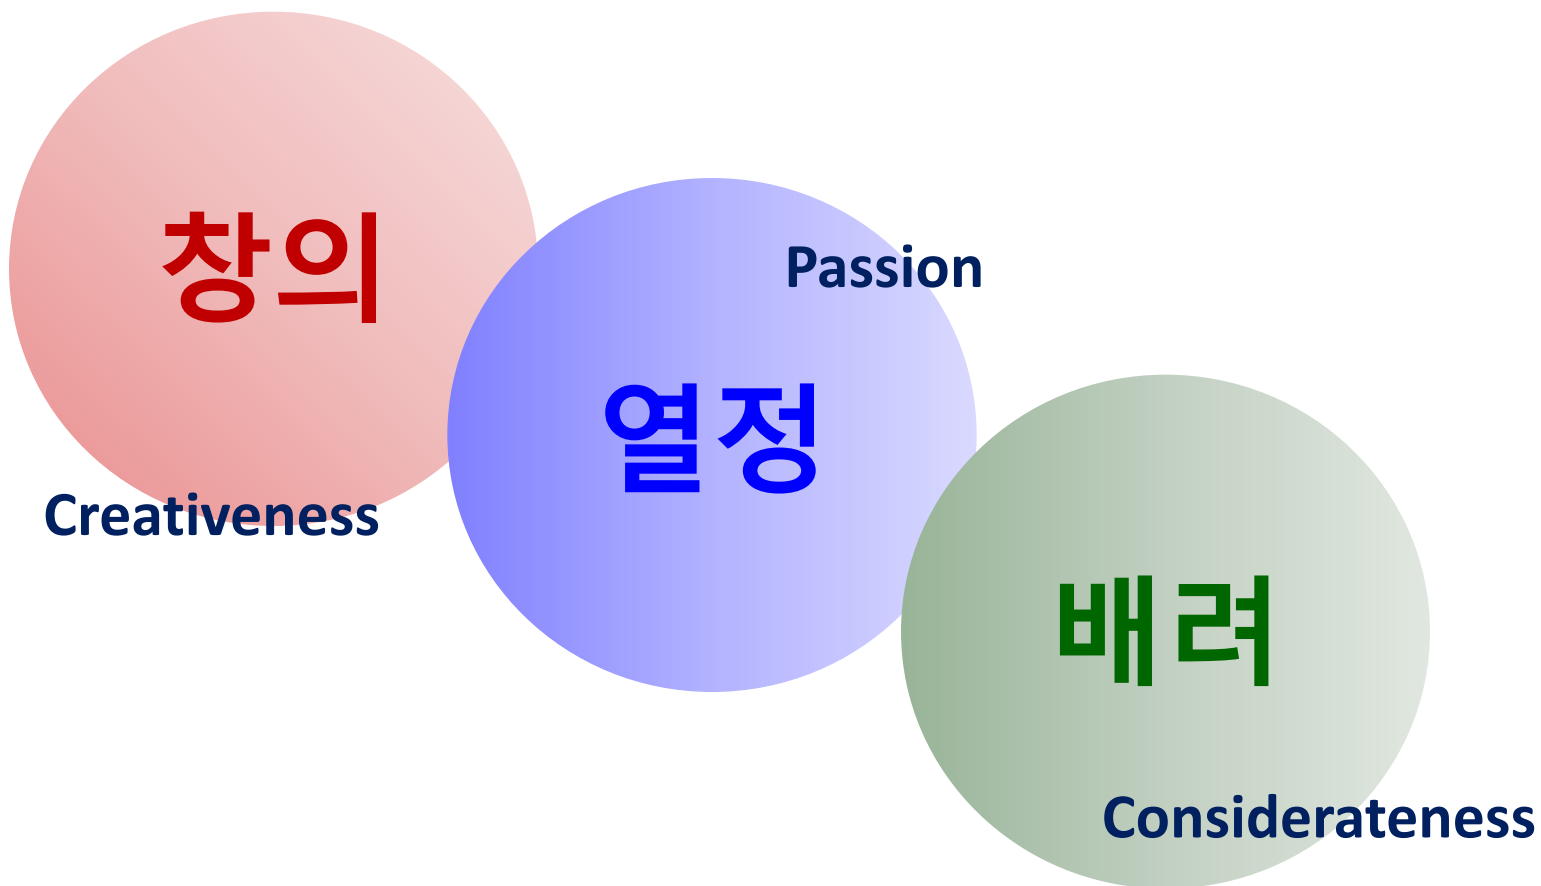 창의
Creativeness
Passion
열정
배려
Considerateness